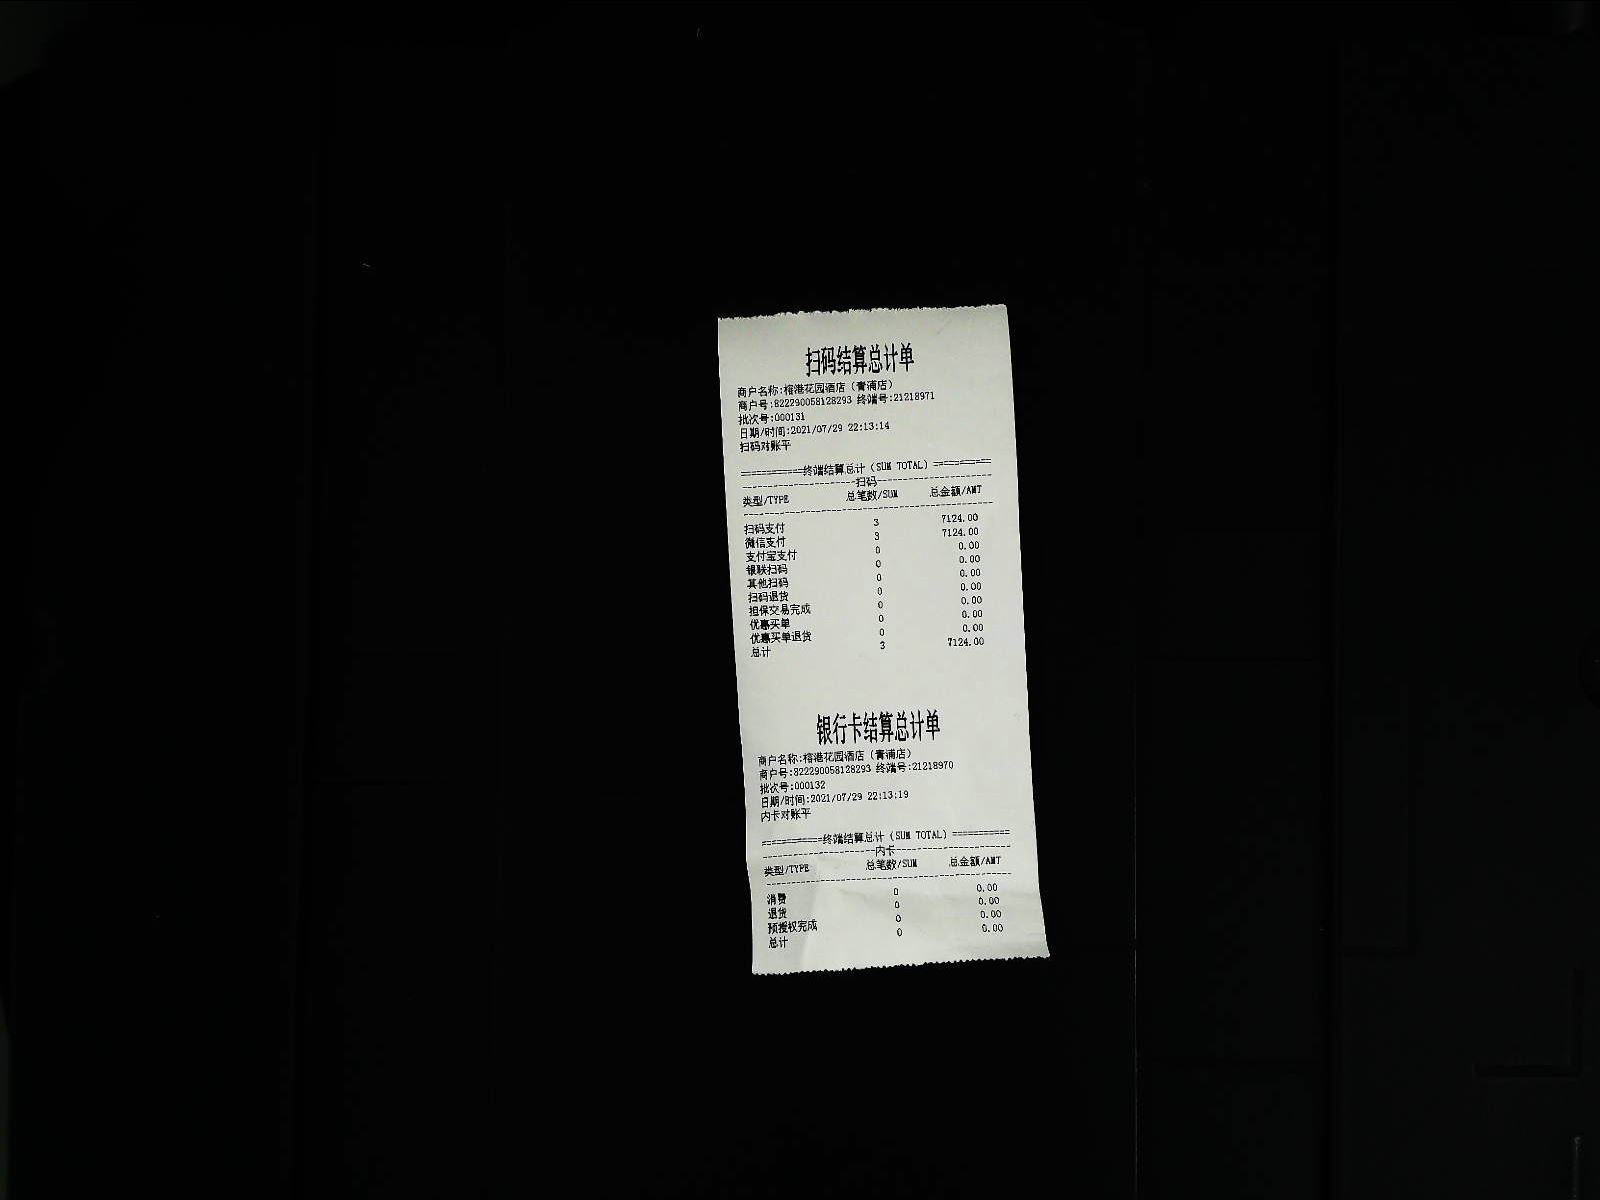 扫码结算总计单
商户名称:榕港花园酒店（青浦店）
商户号:822290058128293 终端号:21218971
批次号:000131
日期/时间:2021/07/29 22:13:14
扫码对账平
===========终端结算总计（SUM TOTAL）===========
----------------------扫码----------------------
类型/TYPE 总笔数/SUM 总金额/AMT
扫码支付 3 7124.00
微信支付 3 7124.00
支付宝支付 0 0.00
银联扫码 0 0.00
其他扫码 0 0.00
扫码退货 0 0.00
担保交易完成 0 0.00
优惠买单 0 0.00
优惠买单退货 0 0.00
总计 3 7124.00
银行卡结算总计单
商户名称:榕港花园酒店（青浦店）
商户号:822290058128293 终端号:21218970
批次号:000132
日期/时间:2021/07/29 22:13:19
内卡对账平
===========终端结算总计（SUM TOTAL）===========
----------------------内卡----------------------
类型/TYPE 总笔数/SUM 总金额/AMT
消费 0 0.00
退货 0 0.00
预授权完成 0 0.00
总计 0 0.00